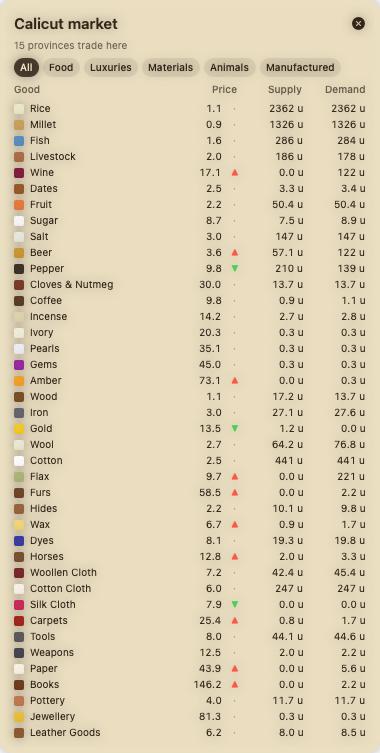 Calicut market
15 provinces trade here
All Food Luxuries Materials Animals Manufactured
Good Price Supply Demand
Rice 1.1 · 2362 u 2362 u
Millet 0.9 · 1326 u 1326 u
Fish 1.6 · 286 u 284 u
Livestock 2.0 · 186 u 178 u
Wine 17.1 ▲ 0.0 u 122 u
Dates 2.5 · 3.3 u 3.4 u
Fruit 2.2 · 50.4 u 50.4 u
Sugar 8.7 · 7.5 u 8.9 u
Salt 3.0 · 147 u 147 u
Beer 3.6 ▲ 57.1 u 122 u
Pepper 9.8 ▼ 210 u 139 u
Cloves & Nutmeg 30.0 · 13.7 u 13.7 u
Coffee 9.8 · 0.9 u 1.1 u
Incense 14.2 · 2.7 u 2.8 u
Ivory 20.3 · 0.3 u 0.3 u
Pearls 35.1 · 0.3 u 0.3 u
Gems 45.0 · 0.3 u 0.3 u
Amber 73.1 ▲ 0.0 u 0.3 u
Wood 1.1 · 17.2 u 13.7 u
Iron 3.0 · 27.1 u 27.6 u
Gold 13.5 ▼ 1.2 u 0.0 u
Wool 2.7 · 64.2 u 76.8 u
Cotton 2.5 · 441 u 441 u
Flax 9.7 ▲ 0.0 u 221 u
Furs 58.5 ▲ 0.0 u 2.2 u
Hides 2.2 · 10.1 u 9.8 u
Wax 6.7 ▲ 0.9 u 1.7 u
Dyes 8.1 · 19.3 u 19.8 u
Horses 12.8 ▲ 2.0 u 3.3 u
Woollen Cloth 7.2 · 42.4 u 45.4 u
Cotton Cloth 6.0 · 247 u 247 u
Silk Cloth 7.9 ▼ 0.0 u 0.0 u
Carpets 25.4 ▲ 0.8 u 1.7 u
Tools 8.0 · 44.1 u 44.6 u
Weapons 12.5 · 2.0 u 2.2 u
Paper 43.9 ▲ 0.0 u 5.6 u
Books 146.2 ▲ 0.0 u 2.2 u
Pottery 4.0 · 11.7 u 11.7 u
Jewellery 81.3 · 0.3 u 0.3 u
Leather Goods 6.2 · 8.0 u 8.5 u